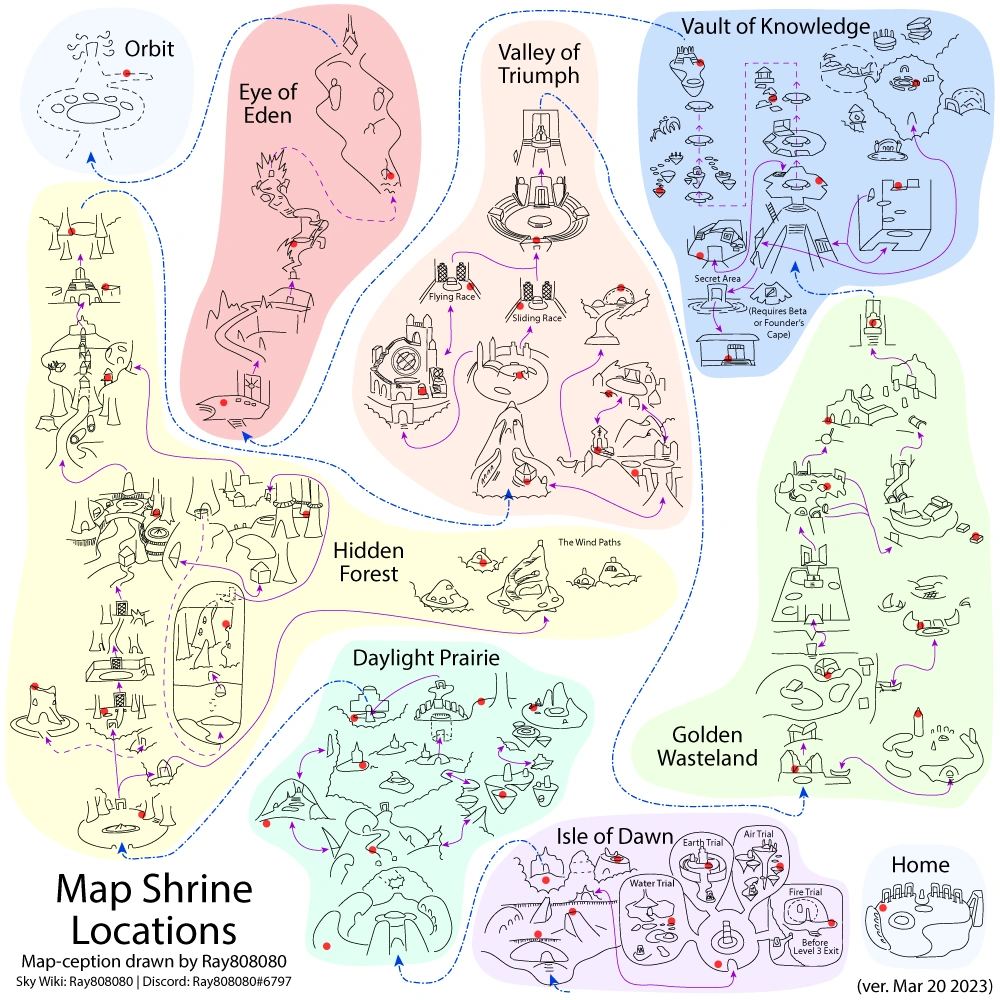 Orbit
Eye of
Eden
Valley of
Triumph
Vault of Knowledge
Flying Race
Sliding Race
Secret Area
(Requires Beta
or Founder's
Cape)
Hidden
Forest
The Wind Paths
Daylight Prairie
Golden
Wasteland
Isle of Dawn
Earth Trial
Air Trial
Water Trial
Fire Trial
Before
Level 3 Exit
Home
Map Shrine
Locations
Map-ception drawn by Ray808080
Sky Wiki: Ray808080 | Discord: Ray808080#6797
(ver. Mar 20 2023)